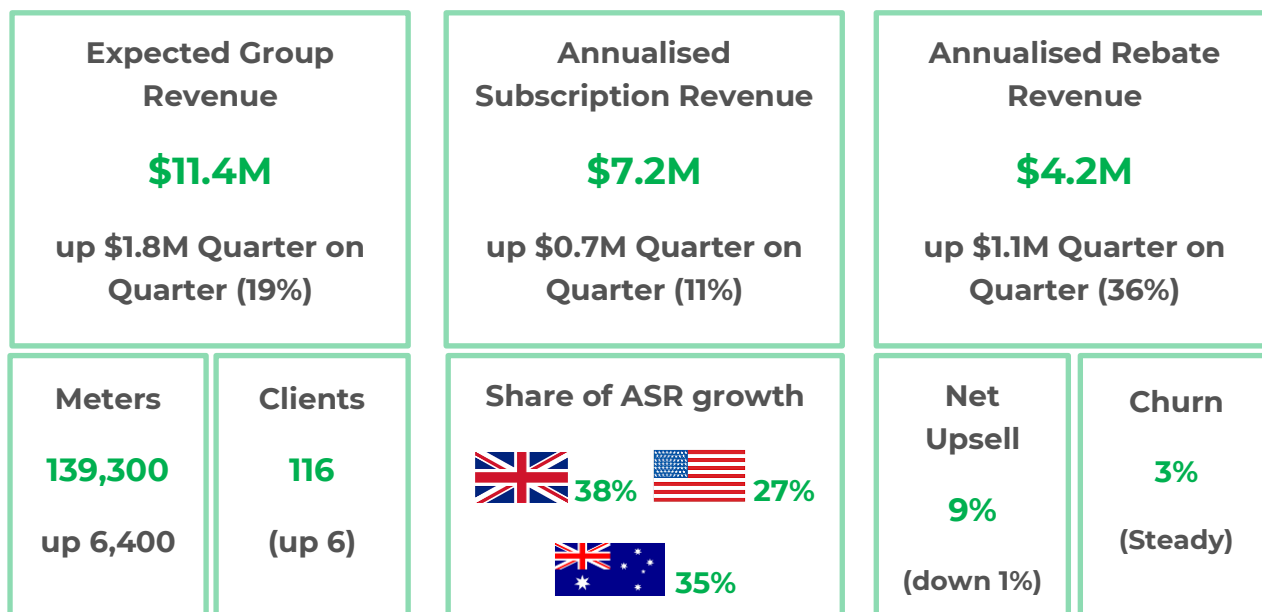 Expected Group
Revenue
$11.4M
up $1.8M Quarter on
Quarter (19%)
Annualised
Subscription Revenue
$7.2M
up $0.7M Quarter on
Quarter (11%)
Annualised Rebate
Revenue
$4.2M
up $1.1M Quarter on
Quarter (36%)
Meters
139,300
up 6,400
Clients
116
(up 6)
Share of ASR growth
38%
27%
35%
Net
Upsell
9%
(down 1%)
Churn
3%
(Steady)